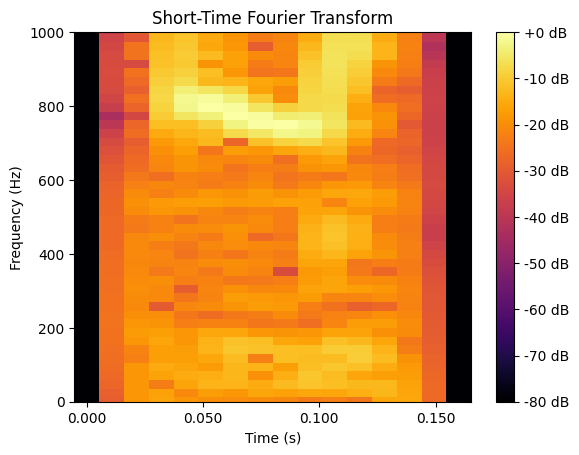 Short-Time Fourier Transform
1000
800
600
400
200
0
Frequency (Hz)
0.000
0.050
0.100
0.150
Time (s)
+0 dB
-10 dB
-20 dB
-30 dB
-40 dB
-50 dB
-60 dB
-70 dB
-80 dB